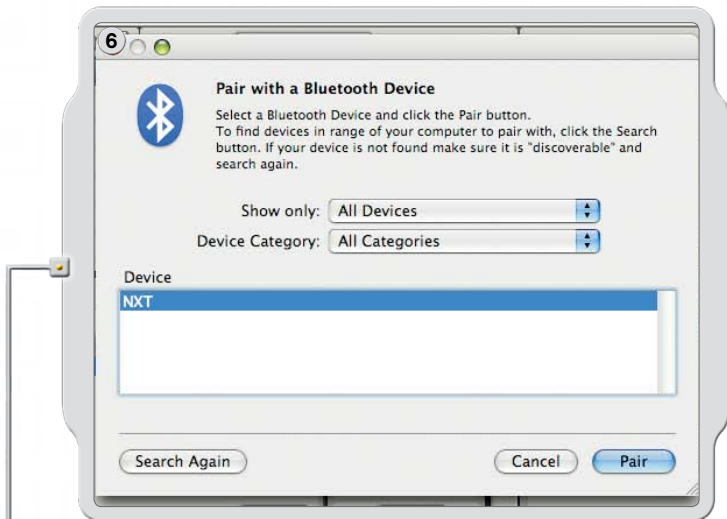 6
Pair with a Bluetooth Device
Select a Bluetooth Device and click the Pair button.
To find devices in range of your computer to pair with, click the Search
button. If your device is not found make sure it is "discoverable" and
search again.
Show only: All Devices
Device Category: All Categories
Device
NXT
Search Again Cancel Pair